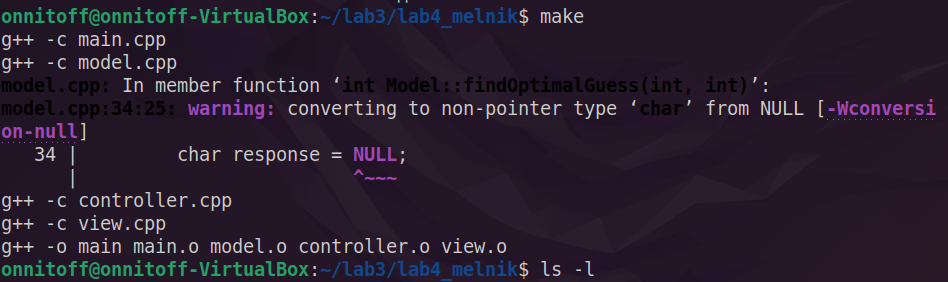 onnitoff@onnitoff-VirtualBox:~/lab3/lab4_melnik$ make
g++ -c main.cpp
g++ -c model.cpp
model.cpp: In member function ‘int Model::findOptimalGuess(int, int)’:
model.cpp:34:25: warning: converting to non-pointer type ‘char’ from NULL [-Wconversi
on-null]
   34 |         char response = NULL;
      |                         ^~~~
g++ -c controller.cpp
g++ -c view.cpp
g++ -o main main.o model.o controller.o view.o
onnitoff@onnitoff-VirtualBox:~/lab3/lab4_melnik$ ls -l